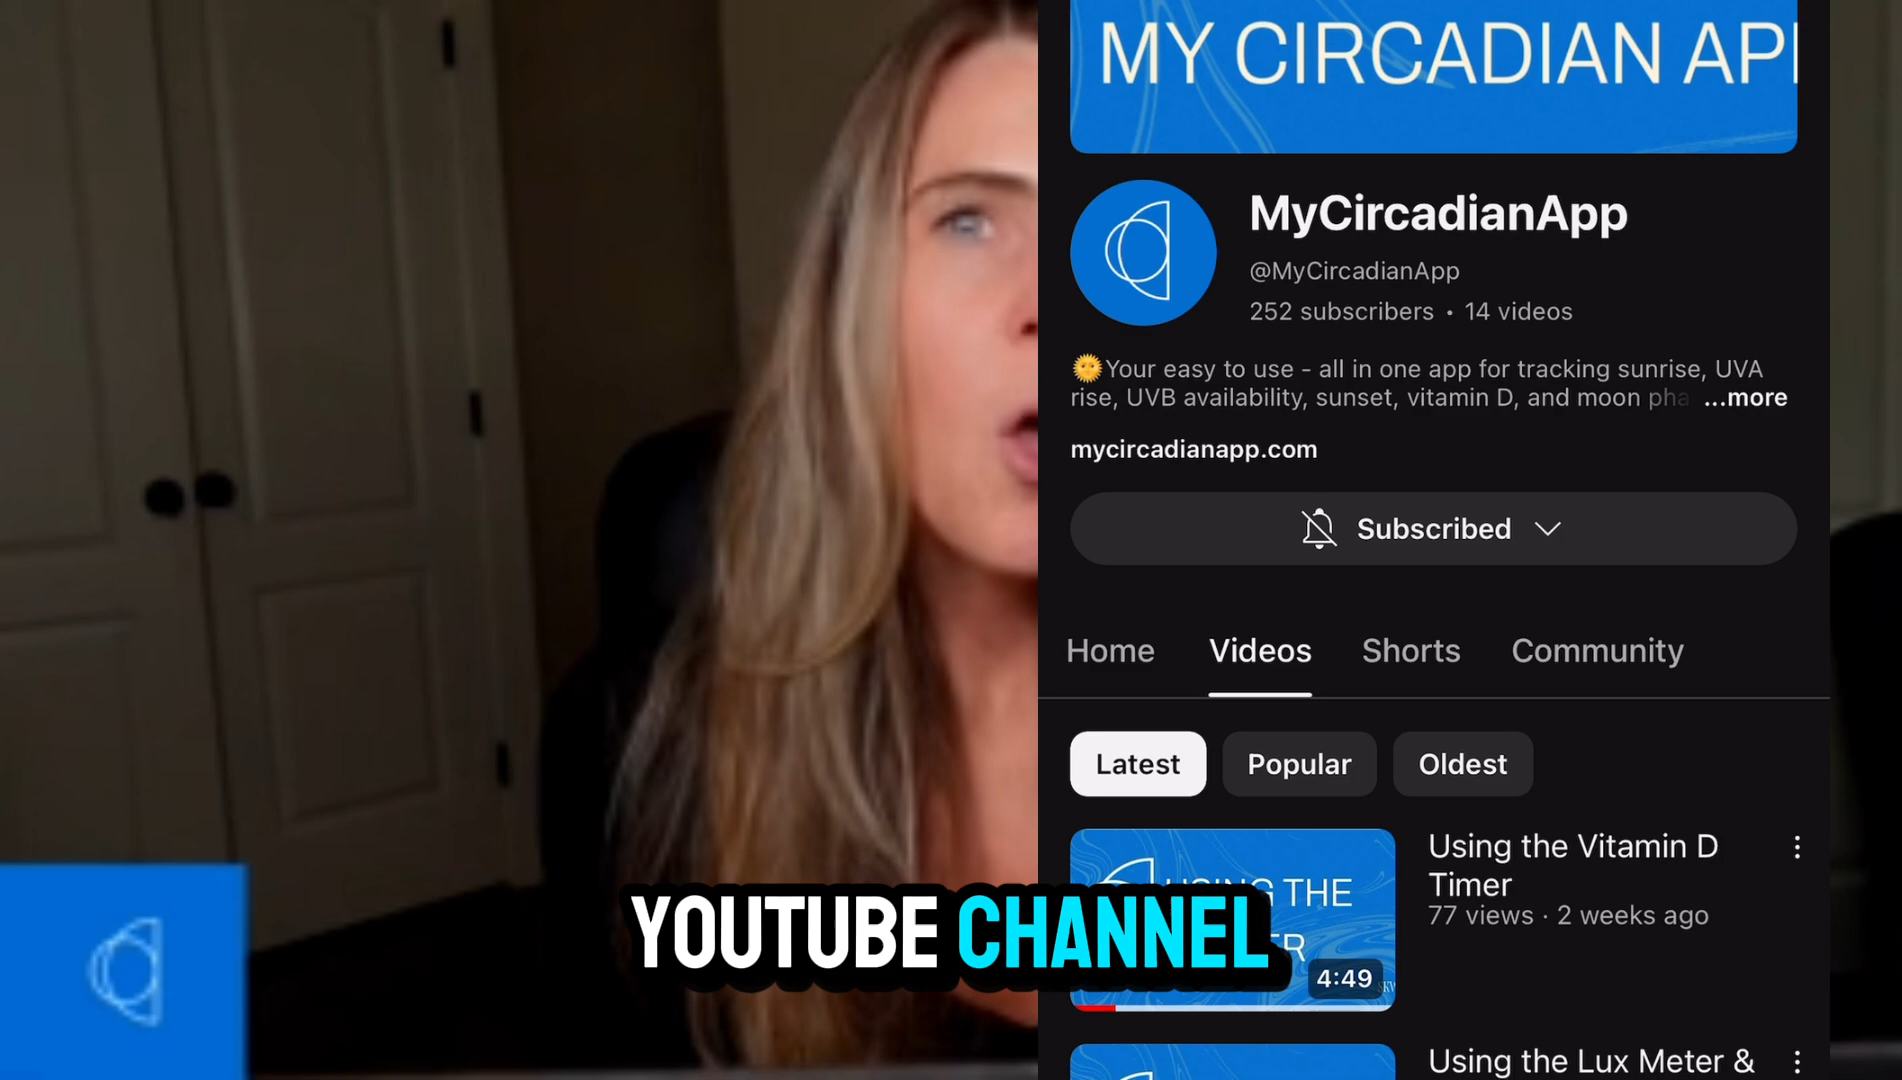 MY CIRCADIAN AP
MyCircadianApp
@MyCircadianApp
252 subscribers • 14 videos
🌞Your easy to use - all in one app for tracking sunrise, UVA
rise, UVB availability, sunset, vitamin D, and moon pha ...more
mycircadianapp.com
Subscribed
Home Videos Shorts Community
Latest Popular Oldest
Using the Vitamin D
Timer
77 views · 2 weeks ago
THE
4:49
YOUTUBE CHANNEL
Using the Lux Meter &